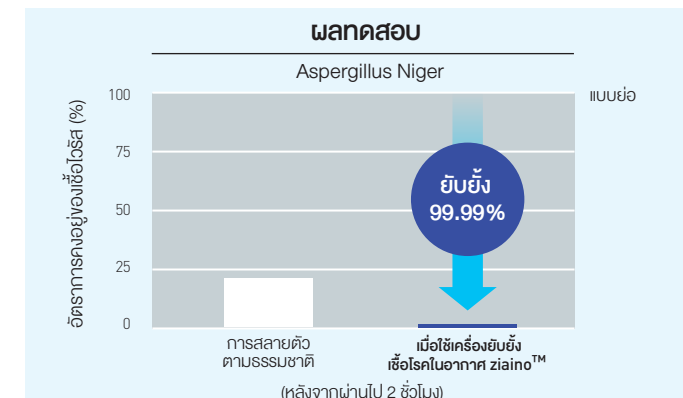 ผลทดสอบ
Aspergillus Niger
แบบย่อ
อัตราการคงอยู่ของเชื้อไวรัส (%)
100
75
50
25
0
ยับยั้ง
99.99%
การสลายตัว
ตามธรรมชาติ
เมื่อใช้เครื่องยับยั้ง
เชื้อโรคในอากาศ ziaino™
(หลังจากผ่านไป 2 ชั่วโมง)